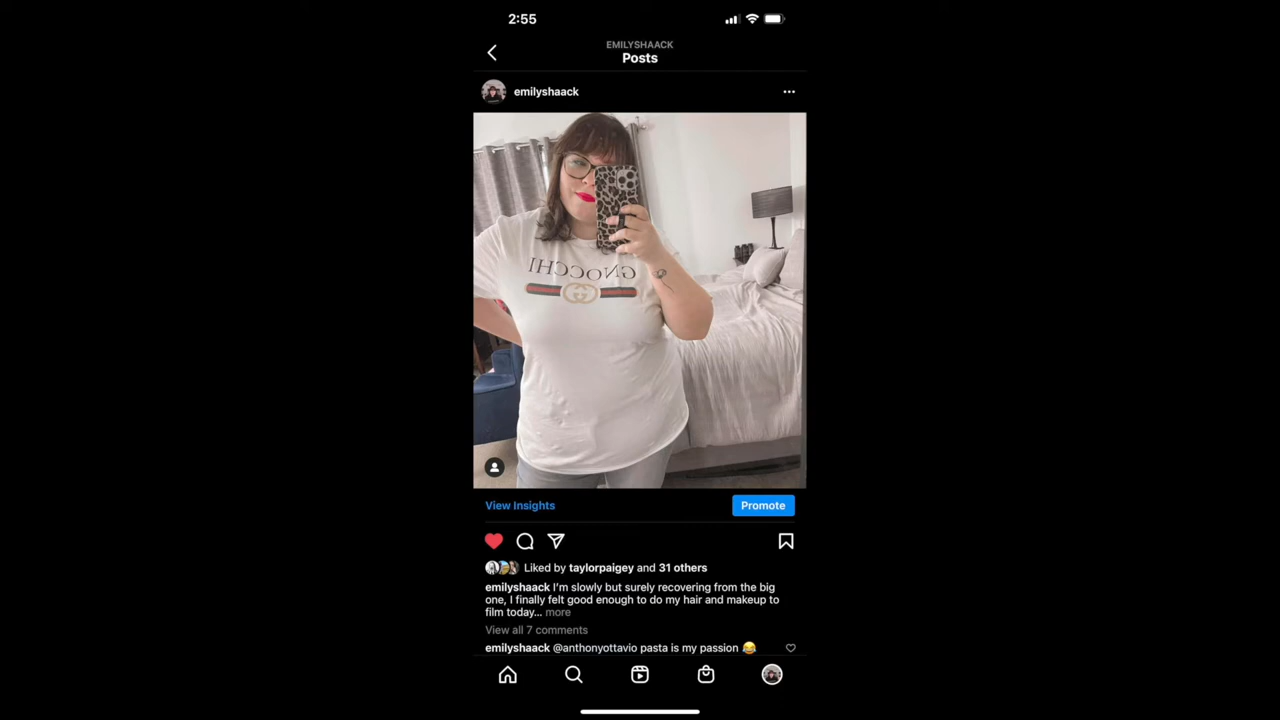 2:55
EMILYSHAACK
Posts
emilyshaack
GNOCCHI
View Insights
Promote
Liked by taylorpaigey and 31 others
emilyshaack I’m slowly but surely recovering from the big
one, I finally felt good enough to do my hair and makeup to
film today... more
View all 7 comments
emilyshaack @anthonyottavio pasta is my passion 😂